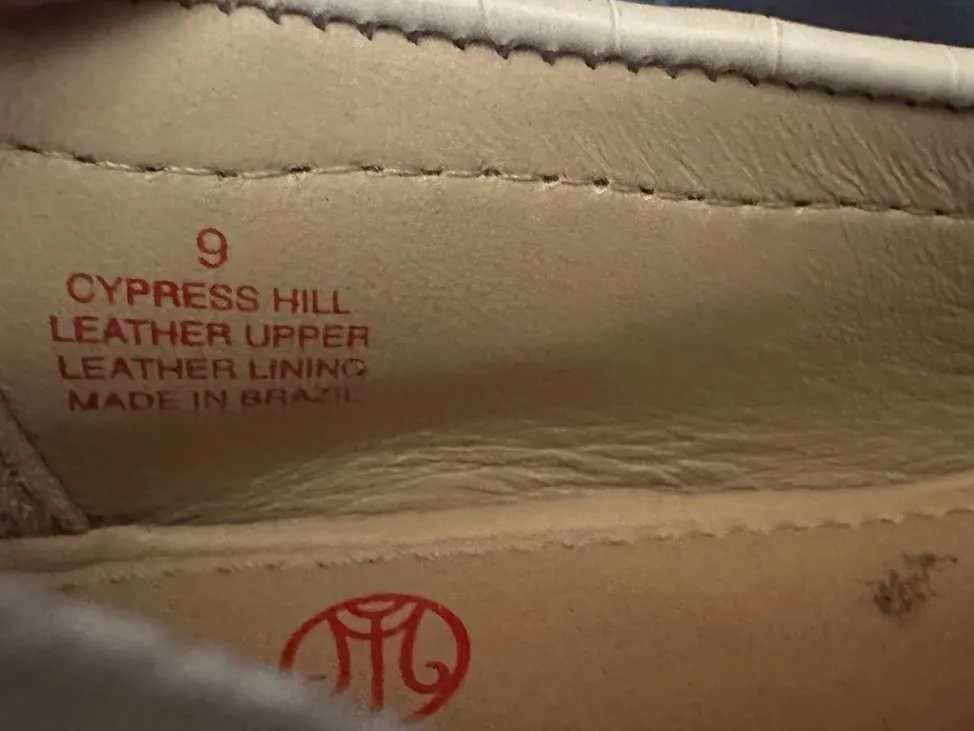 9
CYPRESS HILL
LEATHER UPPER
LEATHER LINING
MADE IN BRAZIL